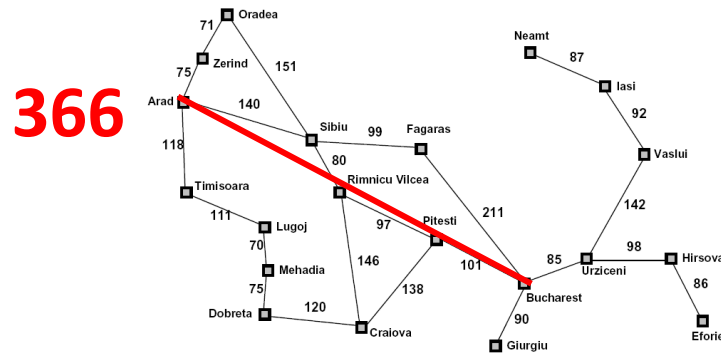 Oradea
71
Neamt
87
Zerind
151
75
Iasi
366
Arad
140
92
Sibiu
99
Fagaras
118
80
Vaslui
Rimnicu Vilcea
Timisoara
211
142
111
97
Pitesti
Lugoj
70
98
146
101
85
Hirsova
Mehadia
Urziceni
75
138
86
Bucharest
120
Dobreta
90
Craiova
Eforie
Giurgiu